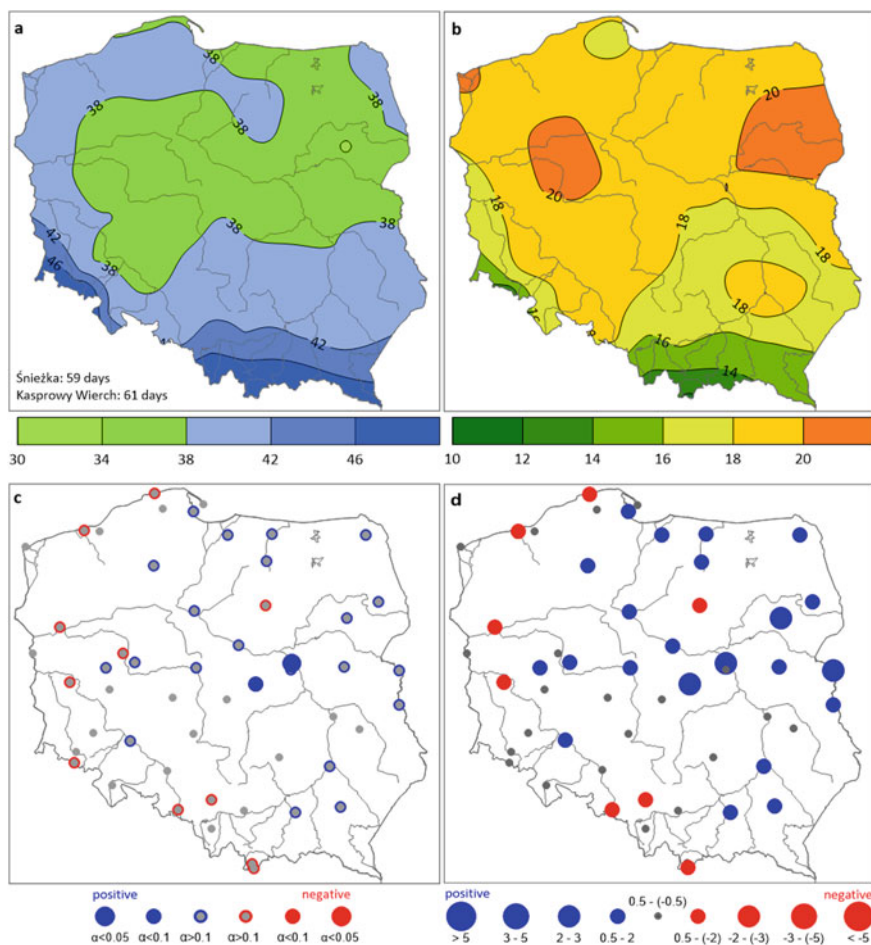 a
b
38
38
38
38
38
38
38
38
42
46
42
20
20
18
18
18
18
16
14
Śnieżka: 59 days
Kasprowy Wierch: 61 days
30 34 38 42 46
10 12 14 16 18 20
c
d
positive negative
α<0.05 α<0.1 α>0.1 α>0.1 α<0.1 α<0.05
positive 0.5 - (-0.5) negative
> 5 3 - 5 2 - 3 0.5 - 2 0.5 - (-2) -2 - (-3) -3 - (-5) < -5